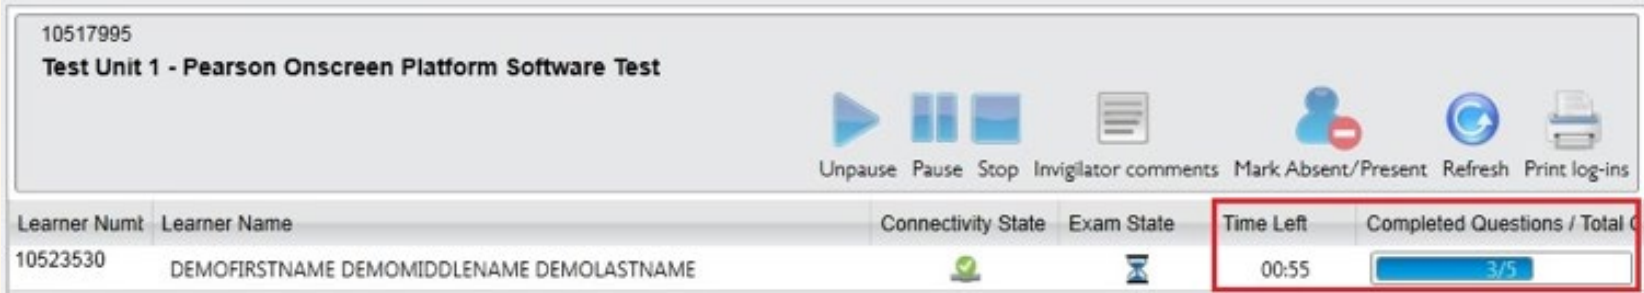 10517995
Test Unit 1 - Pearson Onscreen Platform Software Test
Unpause Pause Stop Invigilator comments Mark Absent/Present Refresh Print log-ins
Learner Numb Learner Name Connectivity State Exam State Time Left Completed Questions / Total
10523530 DEMOFIRSTNAME DEMOMIDDLENAME DEMOLASTNAME 00:55 3/5